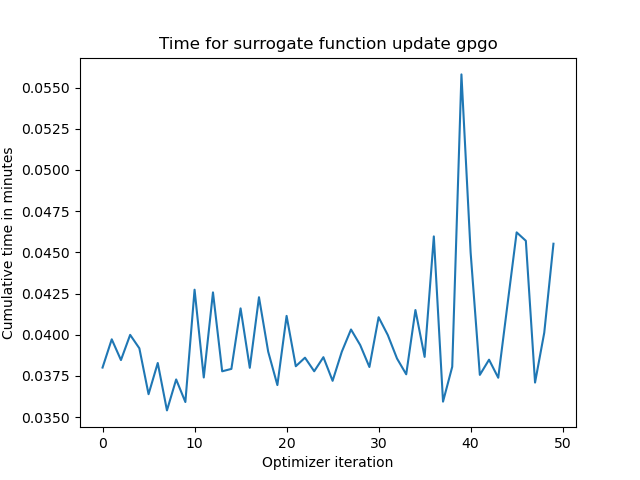 Time for surrogate function update gpgo
Cumulative time in minutes
0.0550
0.0525
0.0500
0.0475
0.0450
0.0425
0.0400
0.0375
0.0350
0 10 20 30 40 50
Optimizer iteration